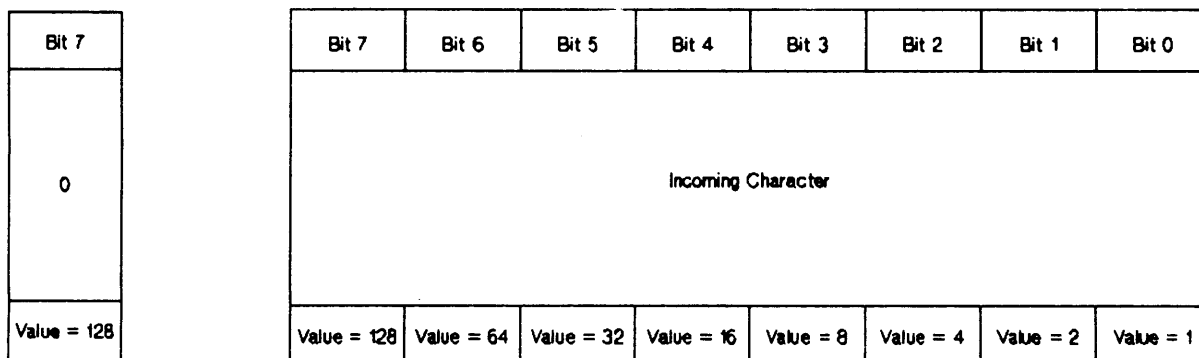 Bit 7
0
Value = 128
Bit 7 Bit 6 Bit 5 Bit 4 Bit 3 Bit 2 Bit 1 Bit 0
Incoming Character
Value = 128 Value = 64 Value = 32 Value = 16 Value = 8 Value = 4 Value = 2 Value = 1